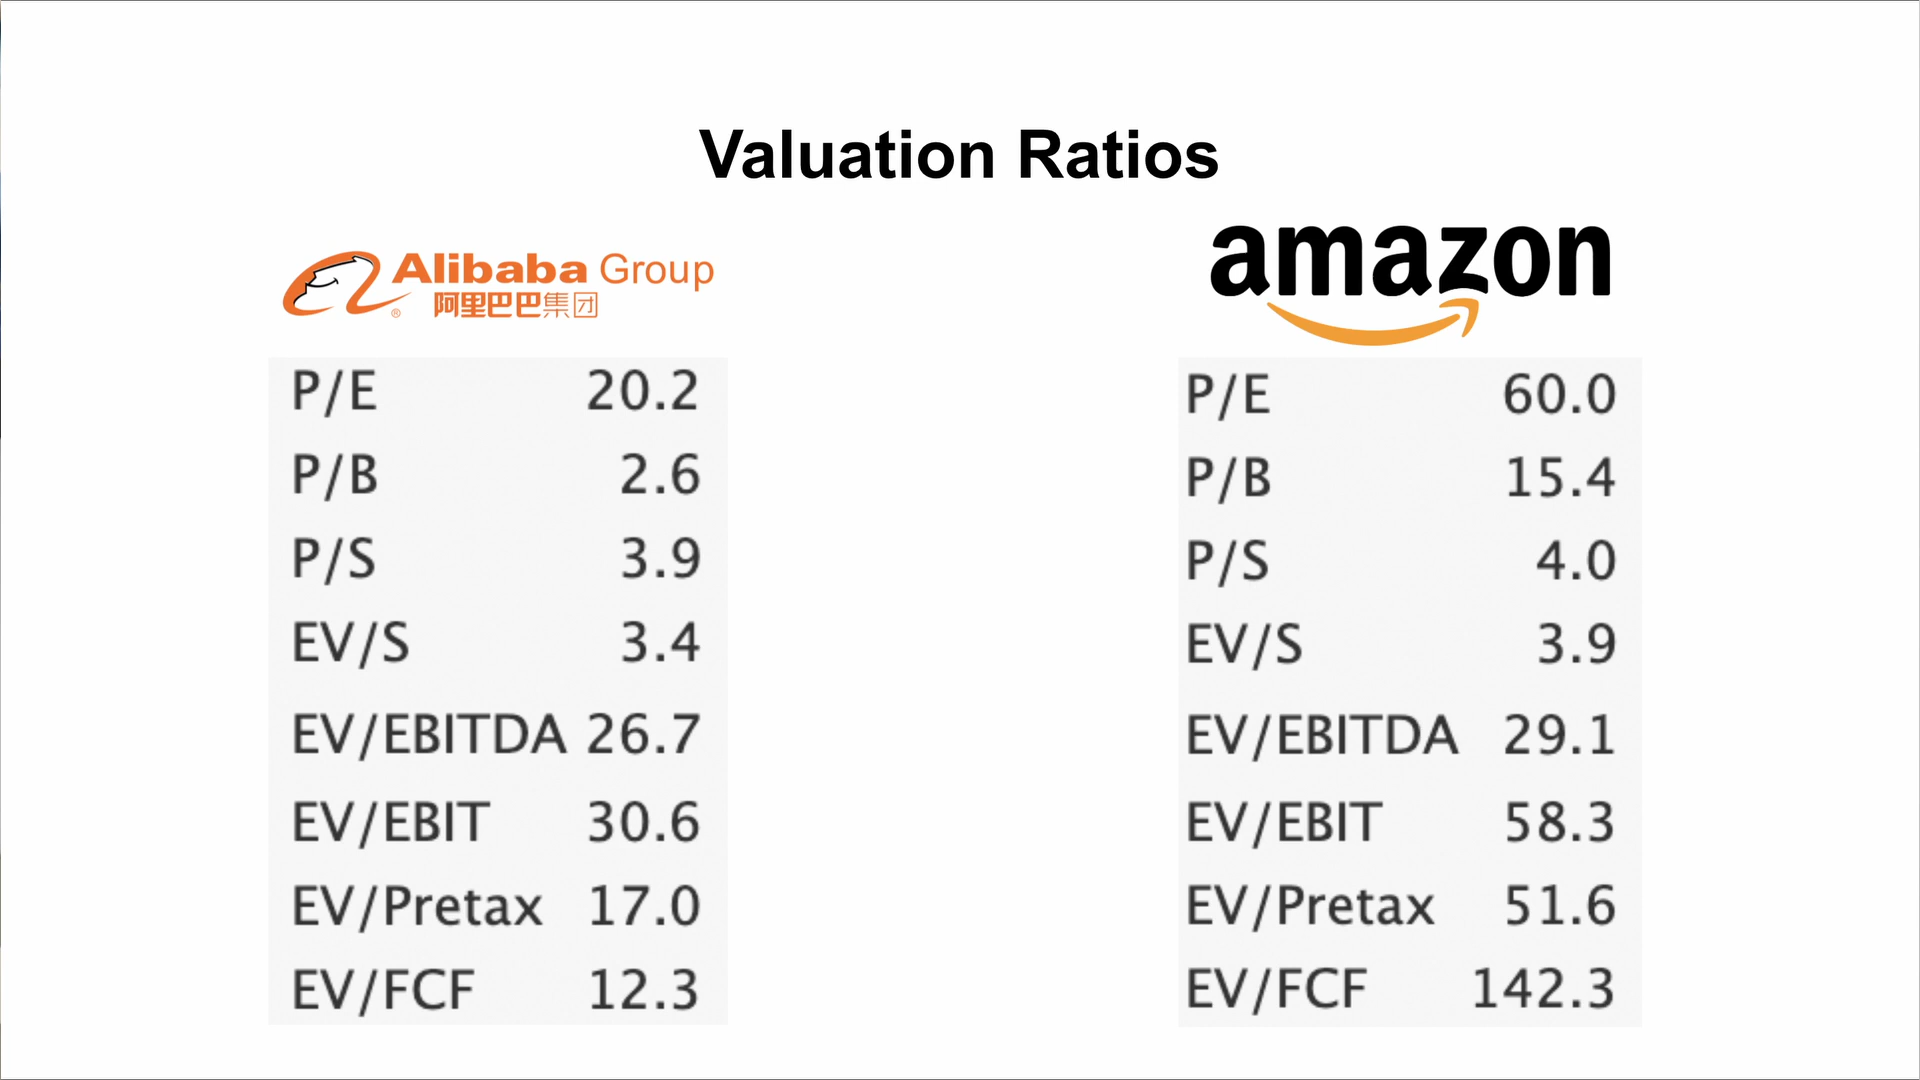 Valuation Ratios
Alibaba Group
阿里巴巴集团
®
P/E 20.2
P/B 2.6
P/S 3.9
EV/S 3.4
EV/EBITDA 26.7
EV/EBIT 30.6
EV/Pretax 17.0
EV/FCF 12.3
amazon
P/E 60.0
P/B 15.4
P/S 4.0
EV/S 3.9
EV/EBITDA 29.1
EV/EBIT 58.3
EV/Pretax 51.6
EV/FCF 142.3